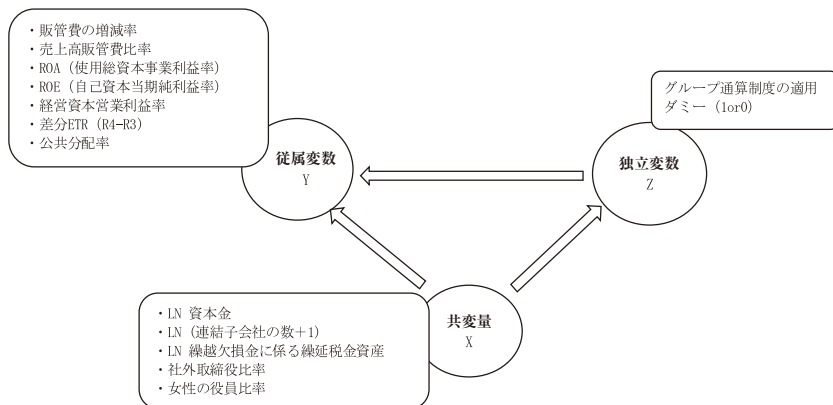 ・販管費の増減率
・売上高販管費比率
・ROA（使用総資本事業利益率）
・ROE（自己資本当期純利益率）
・経営資本営業利益率
・差分ETR（R4−R3）
・公共分配率
従属変数
Y
グループ通算制度の適用
ダミー（1or0）
独立変数
Z
・LN 資本金
・LN（連結子会社の数＋1）
・LN 繰越欠損金に係る繰延税金資産
・社外取締役比率
・女性の役員比率
共変量
X